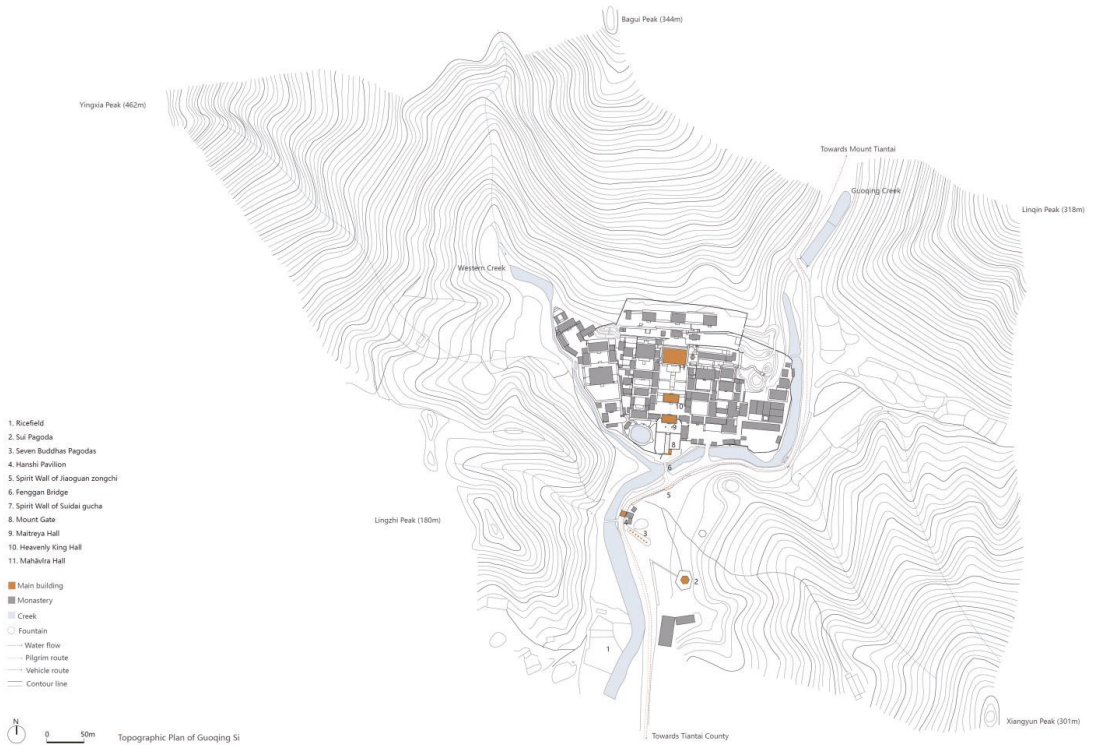 Bagui Peak (344m)
Yingxia Peak (462m)
Towards Mount Tiantai
Guoqing Creek
Linqin Peak (318m)
Western Creek
10
9
8
7
6
5
4
3
2
1
Lingzhi Peak (180m)
1. Ricefield
2. Sui Pagoda
3. Seven Buddhas Pagodas
4. Hanshi Pavilion
5. Spirit Wall of Jiaoguan zongchi
6. Fenggan Bridge
7. Spirit Wall of Suidai gucha
8. Mount Gate
9. Maitreya Hall
10. Heavenly King Hall
11. Mahāvīra Hall
Main building
Monastery
Creek
Fountain
Water flow
Pilgrim route
Vehicle route
Contour line
Xiangyun Peak (301m)
Towards Tiantai County
N
0 50m
Topographic Plan of Guoqing Si